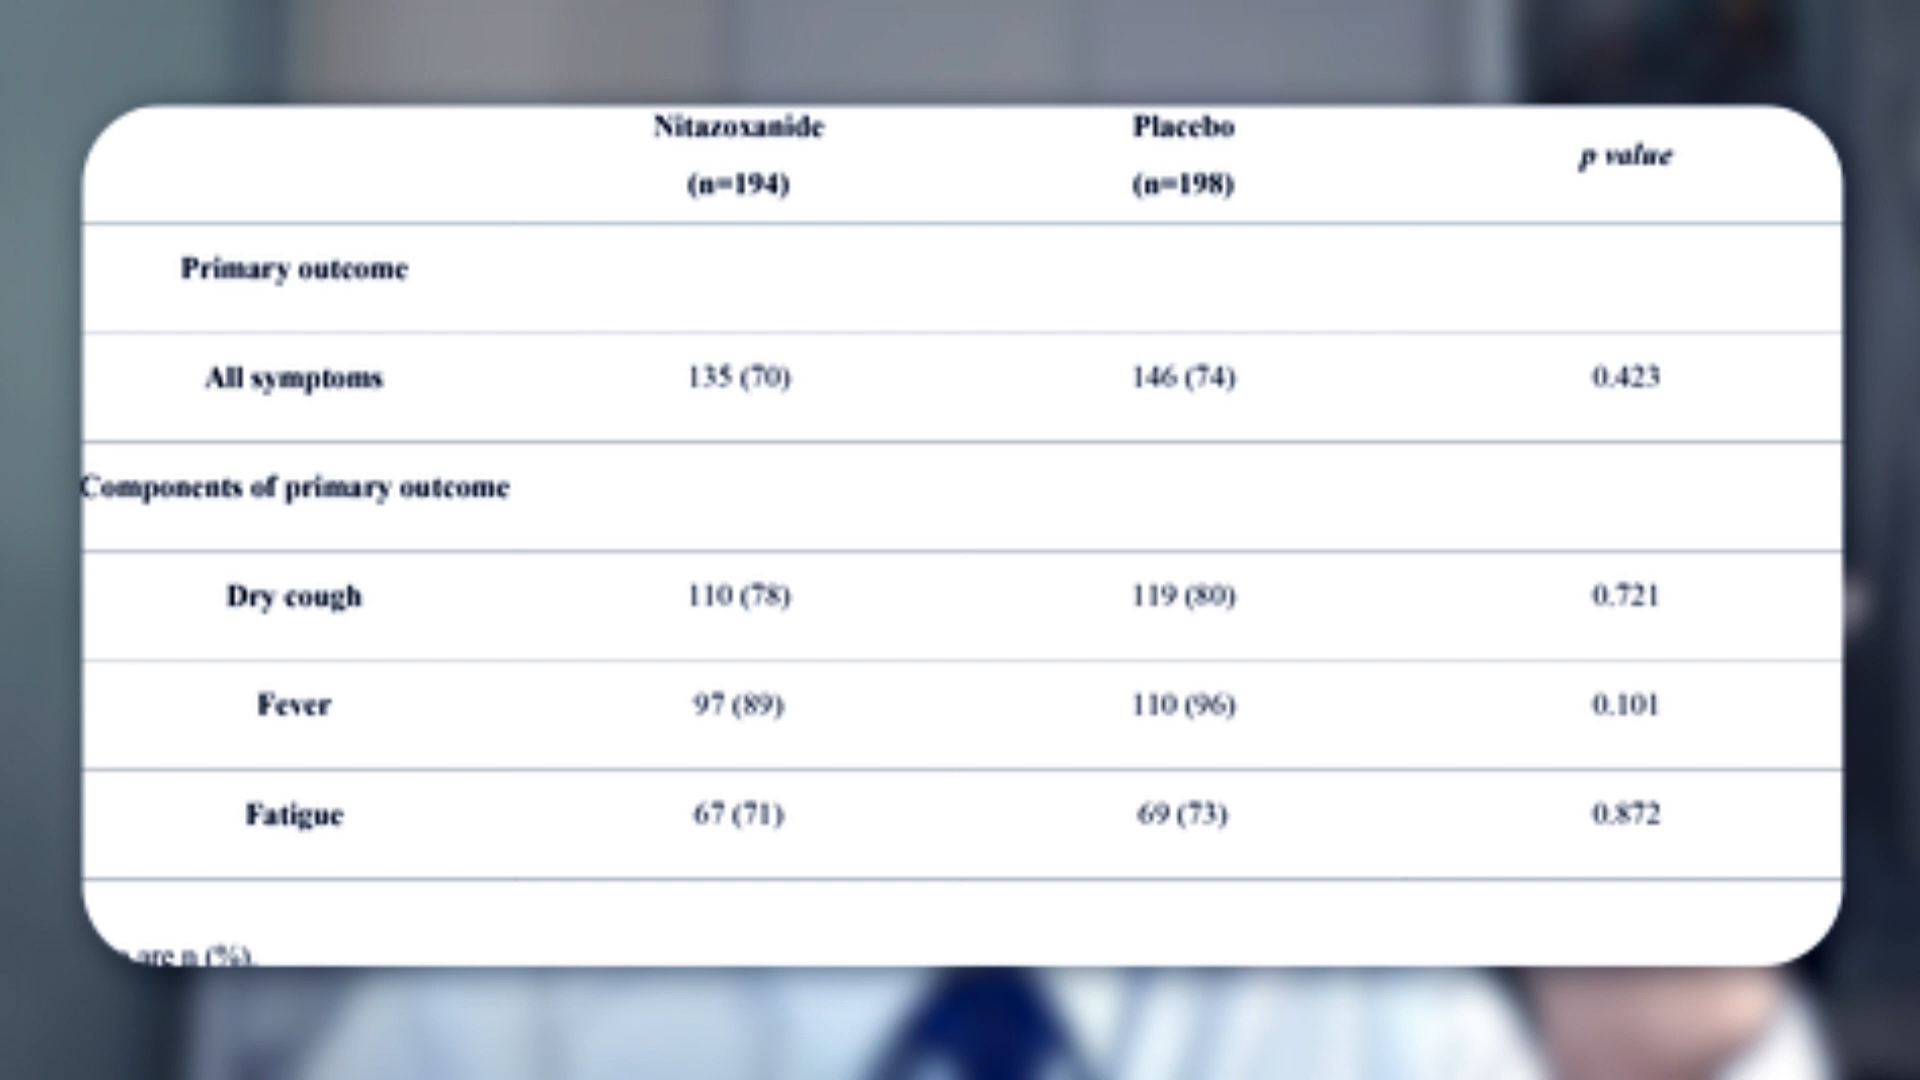 Nitazoxanide Placebo p value
(n=194) (n=198)
Primary outcome
All symptoms 135 (70) 146 (74) 0.423
Components of primary outcome
Dry cough 110 (78) 119 (80) 0.721
Fever 97 (89) 110 (96) 0.101
Fatigue 67 (71) 69 (73) 0.872
are n (%).